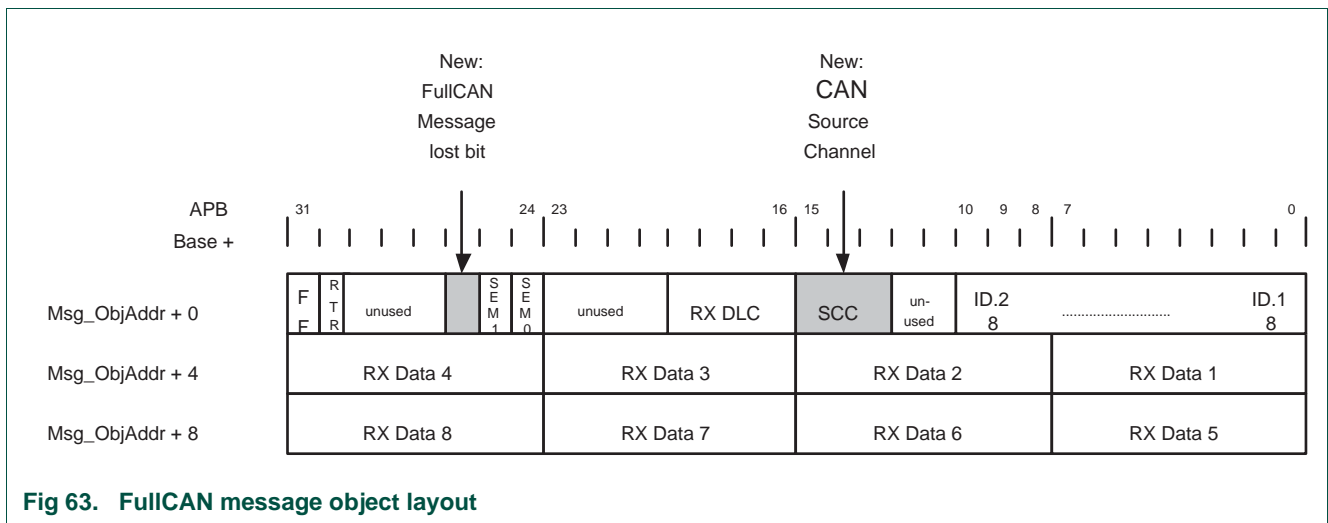 New:
FullCAN
Message
lost bit
New:
CAN
Source
Channel
APB
Base +
31 24 23 16 15 10 9 8 7 0
Msg_ObjAddr + 0
F
F
R
T
R
unused
S
E
M
1
S
E
M
0
unused
RX DLC
SCC
un-
used
ID.2
8
............................
ID.1
8
Msg_ObjAddr + 4
RX Data 4
RX Data 3
RX Data 2
RX Data 1
Msg_ObjAddr + 8
RX Data 8
RX Data 7
RX Data 6
RX Data 5
Fig 63. FullCAN message object layout